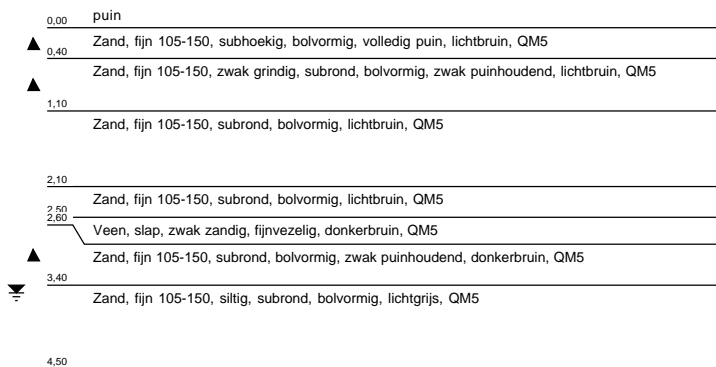 puin
0,00
Zand, fijn 105-150, subhoekig, bolvormig, volledig puin, lichtbruin, QM5
0,40
Zand, fijn 105-150, zwak grindig, subrond, bolvormig, zwak puinhoudend, lichtbruin, QM5
1,10
Zand, fijn 105-150, subrond, bolvormig, lichtbruin, QM5
2,10
Zand, fijn 105-150, subrond, bolvormig, lichtbruin, QM5
2,50
2,60
Veen, slap, zwak zandig, fijnvezelig, donkerbruin, QM5
Zand, fijn 105-150, subrond, bolvormig, zwak puinhoudend, donkerbruin, QM5
3,40
Zand, fijn 105-150, siltig, subrond, bolvormig, lichtgrijs, QM5
4,50